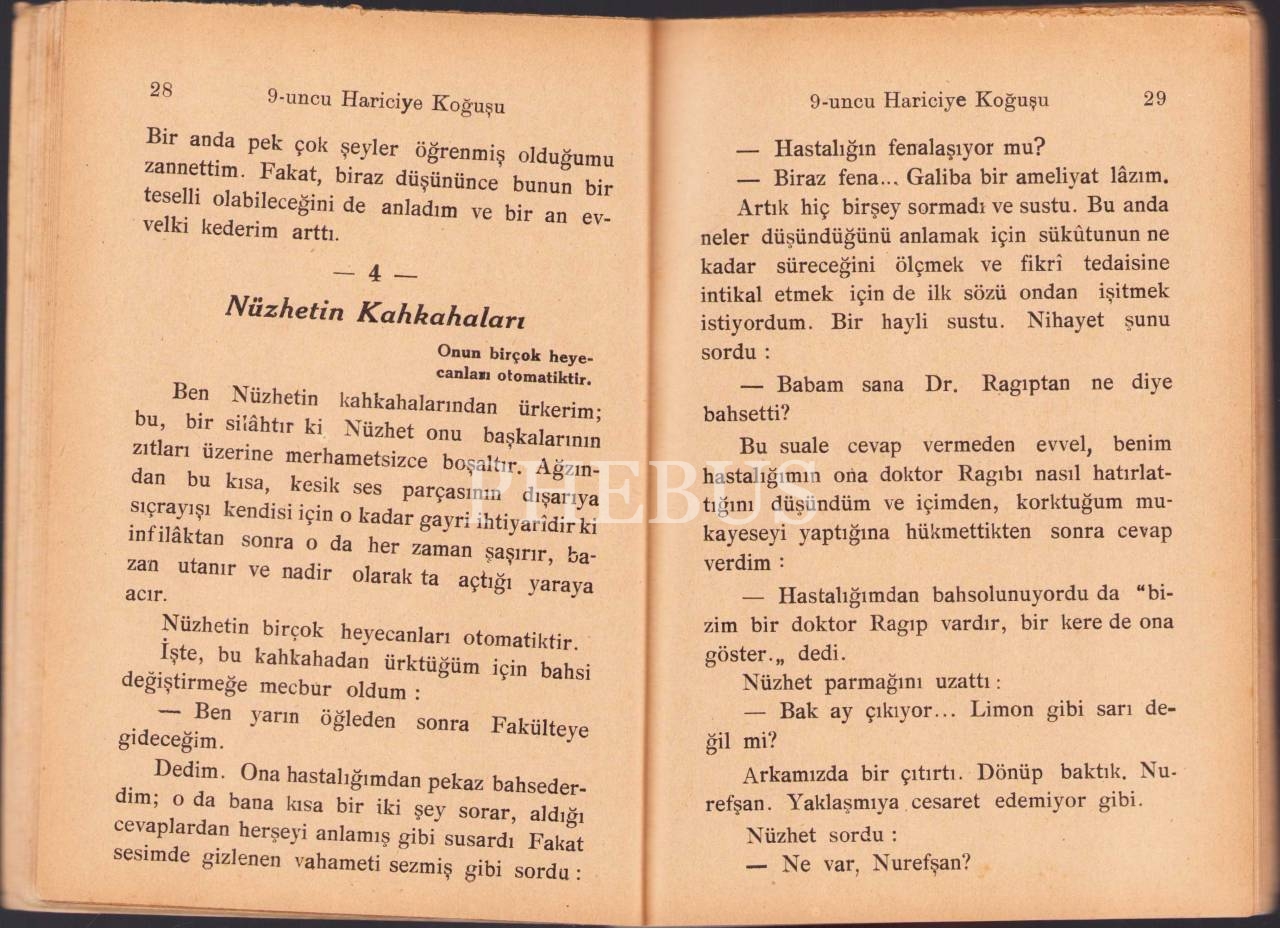 28
9-uncu Hariciye Koğuşu
Bir anda pek çok şeyler öğrenmiş olduğumu
zannettim. Fakat, biraz düşününce bunun bir
teselli olabileceğini de anladım ve bir an ev-
velki kederim arttı.
— 4 —
Nüzhetin Kahkahaları
Onun birçok heye-
canları otomatiktir.
Ben Nüzhetin kahkahalarından ürkerim;
bu, bir silâhtır ki Nüzhet onu başkalarının
zıtları üzerine merhametsizce boşaltır. Ağzın-
dan bu kısa, kesik ses parçasının dışarıya
sıçrayışı kendisi için o kadar gayri ihtiyarîdir ki
infilâktan sonra o da her zaman şaşırır, ba-
zan utanır ve nadir olarak ta açtığı yaraya
acır.
Nüzhetin birçok heyecanları otomatiktir.
İşte, bu kahkahadan ürktüğüm için bahsi
değiştirmeğe mecbur oldum :
— Ben yarın öğleden sonra Fakülteye
gideceğim.
Dedim. Ona hastalığımdan pekaz bahseder-
dim; o da bana kısa bir iki şey sorar, aldığı
cevaplardan herşeyi anlamış gibi susardı Fakat
sesimde gizlenen vahameti sezmiş gibi sordu :
9-uncu Hariciye Koğuşu
29
— Hastalığın fenalaşıyor mu?
— Biraz fena... Galiba bir ameliyat lâzım.
Artık hiç birşey sormadı ve sustu. Bu anda
neler düşündüğünü anlamak için sükûtunun ne
kadar süreceğini ölçmek ve fikrî tedaisine
intikal etmek için de ilk sözü ondan işitmek
istiyordum. Bir hayli sustu. Nihayet şunu
sordu :
— Babam sana Dr. Ragıptan ne diye
bahsetti?
Bu suale cevap vermeden evvel, benim
hastalığımın ona doktor Ragıbı nasıl hatırlat-
tığını düşündüm ve içimden, korktuğum mu-
kayeseyi yaptığına hükmettikten sonra cevap
verdim :
— Hastalığımdan bahsolunuyordu da “bi-
zim bir doktor Ragıp vardır, bir kere de ona
göster.„ dedi.
Nüzhet parmağını uzattı :
— Bak ay çıkıyor... Limon gibi sarı de-
ğil mi?
Arkamızda bir çıtırtı. Dönüp baktık. Nu-
refşan. Yaklaşmıya cesaret edemiyor gibi.
Nüzhet sordu :
— Ne var, Nurefşan?
PHEBUS